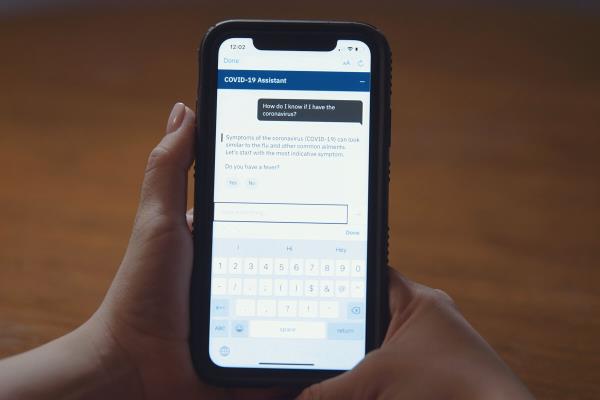 12:02
Done
AA
COVID-19 Assistant
How do I know if I have the
coronavirus?
Symptoms of the coronavirus (COVID-19) can look
similar to the flu and other common ailments.
Let's start with the most indicative symptom.
Do you have a fever?
Yes No
Done
I Hi Hey
1 2 3 4 5 6 7 8 9 0
- / : ; ( ) $ & @ "
#+= . , ? ! '
ABC space return